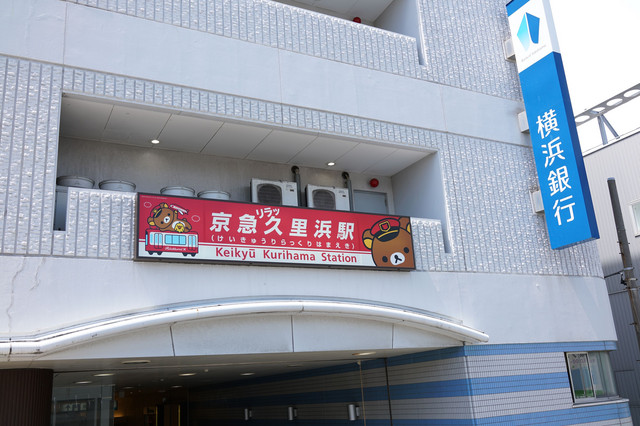 リラッ
京急久里浜駅
(けいきゅうりらっくりはまえき)
Keikyū Kurihama Station
横浜銀行